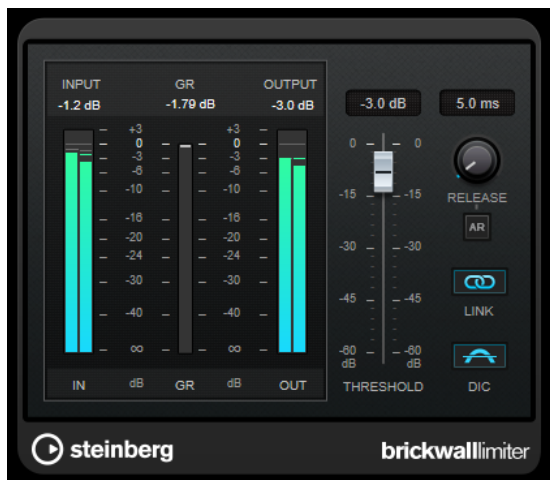 INPUT GR OUTPUT
-1.2 dB -1.79 dB -3.0 dB -3.0 dB 5.0 ms
+3 +3
0 0 0 0
-3 -3
-6 -6
-10 -10
-15 -15 RELEASE
-16 -16
AR
-20 -20
-24 -24 -30 -30
-30 -30
-45 -45 LINK
-40 -40
∞ ∞ -60 -60
dB dB
IN dB GR dB OUT THRESHOLD DIC
steinberg brickwalllimiter